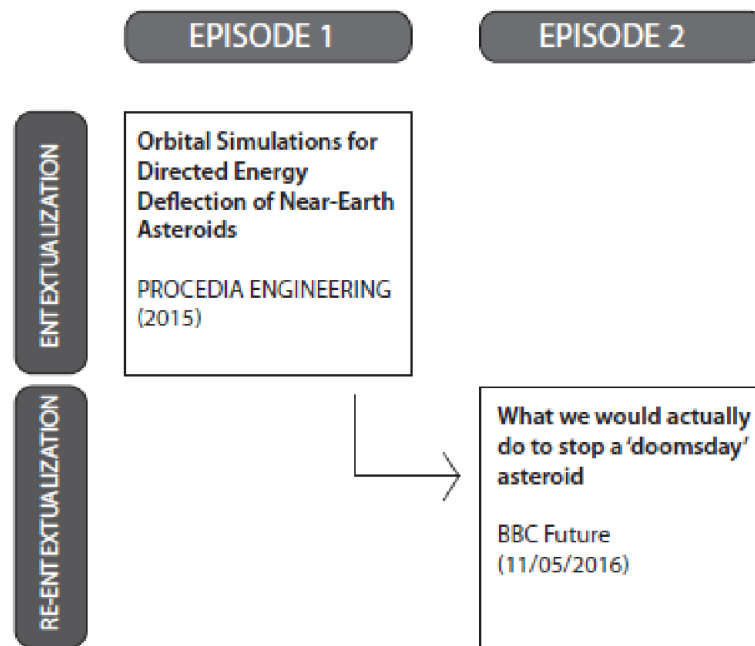 EPISODE 1
EPISODE 2
ENTEXTUALIZATION
Orbital Simulations for
Directed Energy
Deflection of Near-Earth
Asteroids
PROCEDIA ENGINEERING
(2015)
RE-ENTEXTUALIZATION
What we would actually
do to stop a ‘doomsday’
asteroid
BBC Future
(11/05/2016)